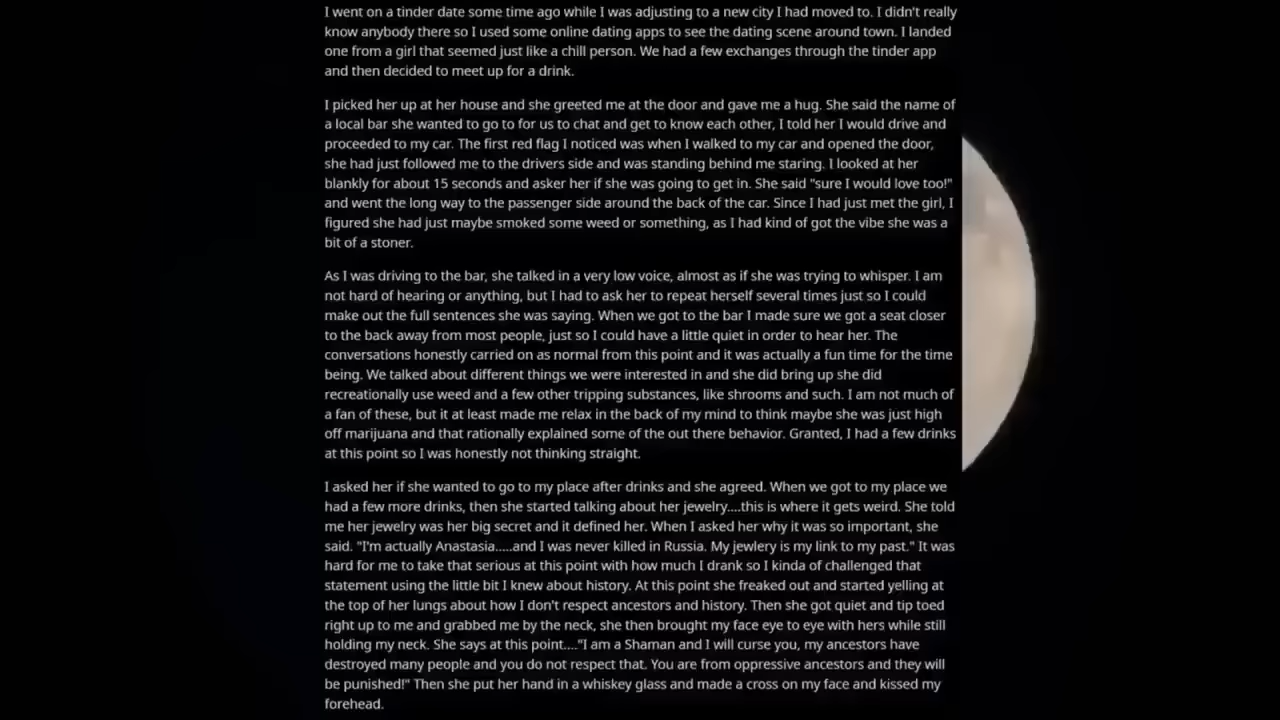 I went on a tinder date some time ago while I was adjusting to a new city I had moved to. I didn't really
know anybody there so I used some online dating apps to see the dating scene around town. I landed
one from a girl that seemed just like a chill person. We had a few exchanges through the tinder app
and then decided to meet up for a drink.
I picked her up at her house and she greeted me at the door and gave me a hug. She said the name of
a local bar she wanted to go to for us to chat and get to know each other, I told her I would drive and
proceeded to my car. The first red flag I noticed was when I walked to my car and opened the door,
she had just followed me to the drivers side and was standing behind me staring. I looked at her
blankly for about 15 seconds and asker her if she was going to get in. She said "sure I would love too!"
and went the long way to the passenger side around the back of the car. Since I had just met the girl, I
figured she had just maybe smoked some weed or something, as I had kind of got the vibe she was a
bit of a stoner.
As I was driving to the bar, she talked in a very low voice, almost as if she was trying to whisper. I am
not hard of hearing or anything, but I had to ask her to repeat herself several times just so I could
make out the full sentences she was saying. When we got to the bar I made sure we got a seat closer
to the back away from most people, just so I could have a little quiet in order to hear her. The
conversations honestly carried on as normal from this point and it was actually a fun time for the time
being. We talked about different things we were interested in and she did bring up she did
recreationally use weed and a few other tripping substances, like shrooms and such. I am not much of
a fan of these, but it at least made me relax in the back of my mind to think maybe she was just high
off marijuana and that rationally explained some of the out there behavior. Granted, I had a few drinks
at this point so I was honestly not thinking straight.
I asked her if she wanted to go to my place after drinks and she agreed. When we got to my place we
had a few more drinks, then she started talking about her jewelry....this is where it gets weird. She told
me her jewelry was her big secret and it defined her. When I asked her why it was so important, she
said. "I'm actually Anastasia.....and I was never killed in Russia. My jewlery is my link to my past." It was
hard for me to take that serious at this point with how much I drank so I kinda of challenged that
statement using the little bit I knew about history. At this point she freaked out and started yelling at
the top of her lungs about how I don't respect ancestors and history. Then she got quiet and tip toed
right up to me and grabbed me by the neck, she then brought my face eye to eye with hers while still
holding my neck. She says at this point...."I am a Shaman and I will curse you, my ancestors have
destroyed many people and you do not respect that. You are from oppressive ancestors and they will
be punished!" Then she put her hand in a whiskey glass and made a cross on my face and kissed my
forehead.